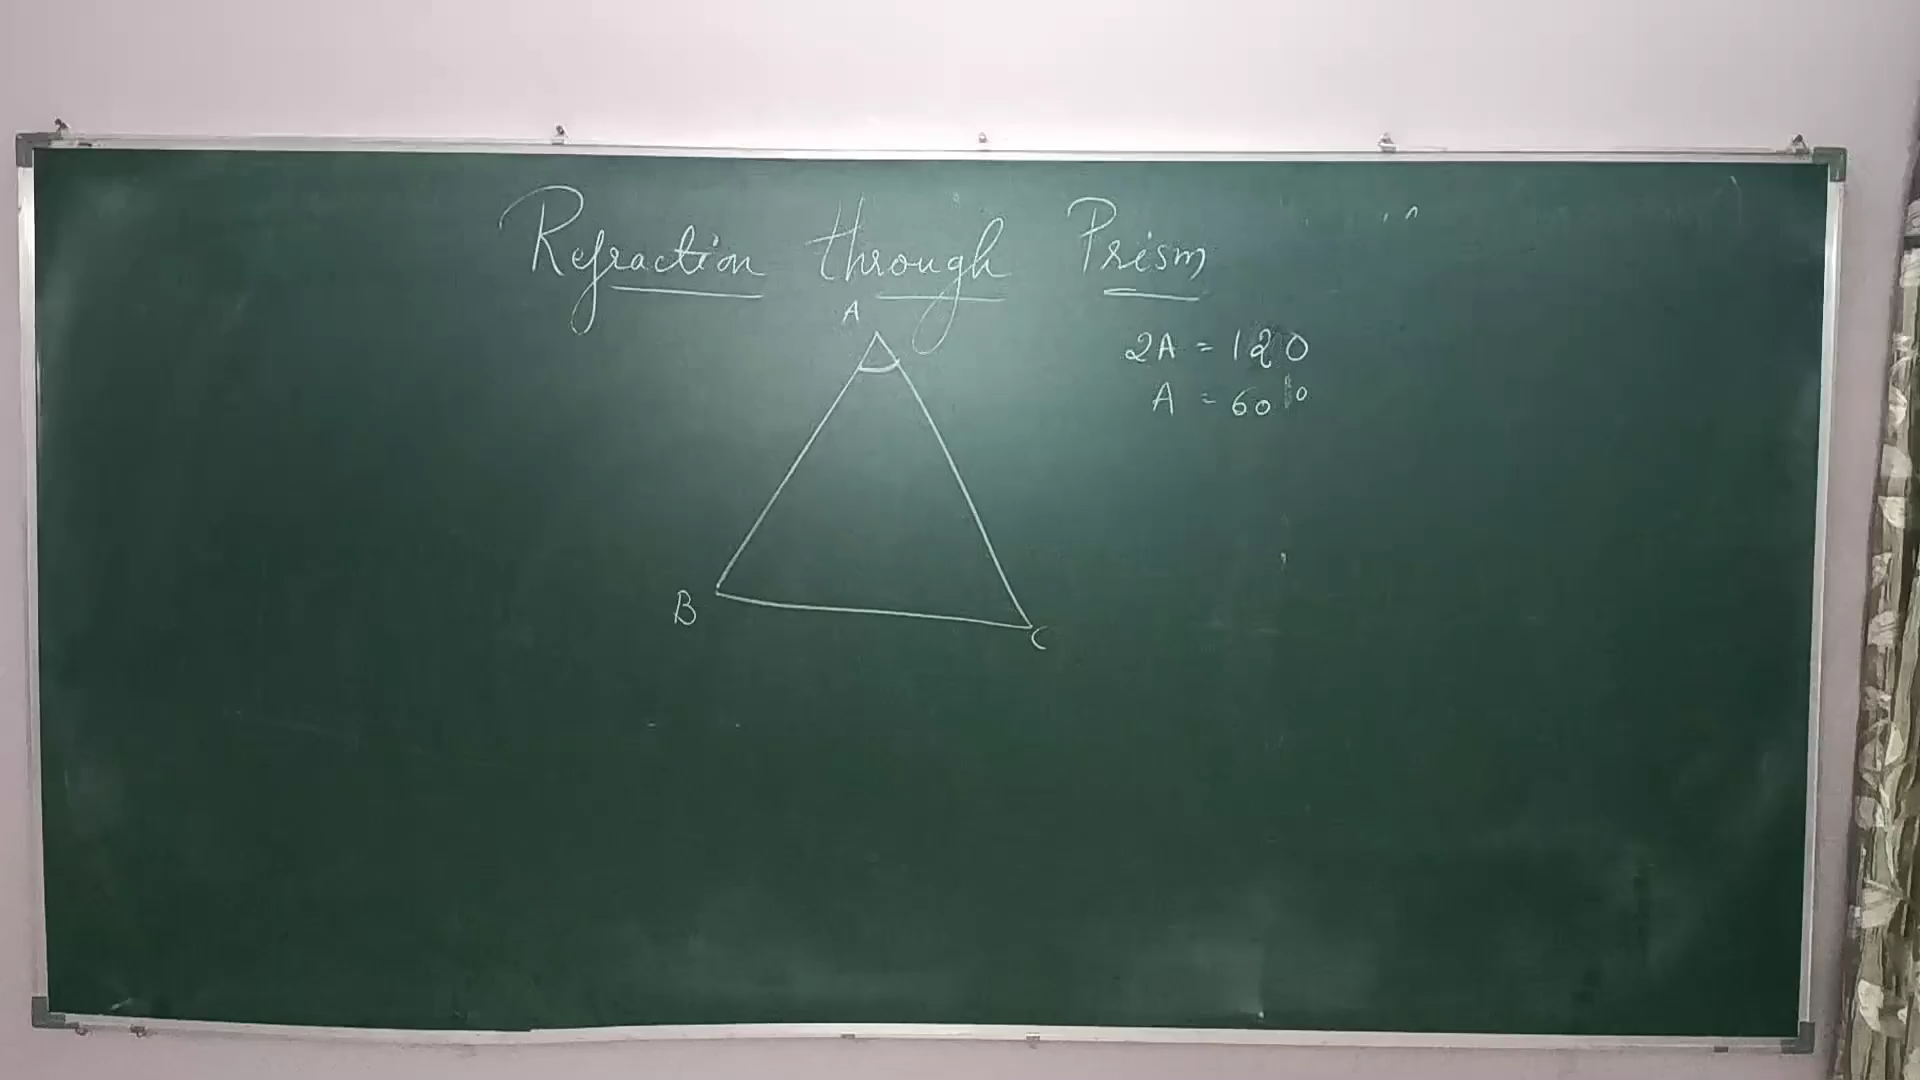 Refraction through Prism
A
2A = 120
A = 60°
B
C